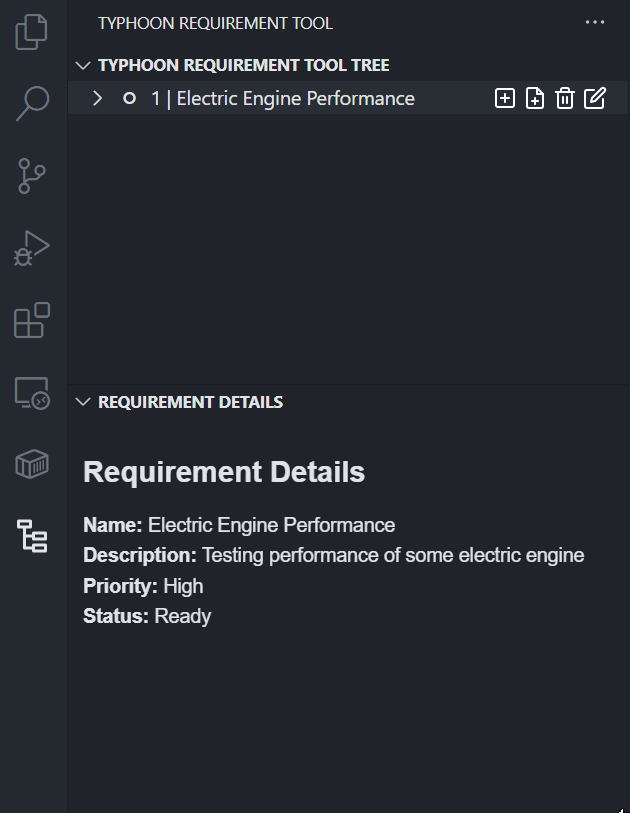 TYPHOON REQUIREMENT TOOL
TYPHOON REQUIREMENT TOOL TREE
1 | Electric Engine Performance
REQUIREMENT DETAILS
Requirement Details
Name: Electric Engine Performance
Description: Testing performance of some electric engine
Priority: High
Status: Ready